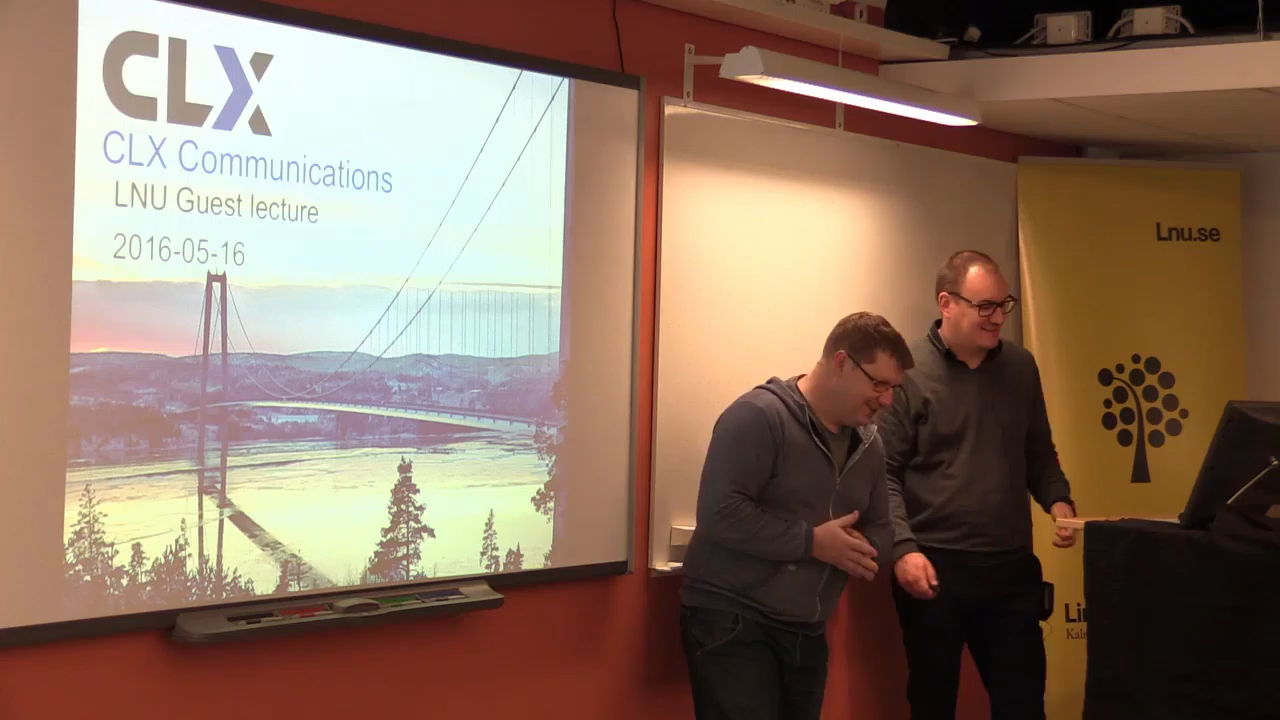 CLX
CLX Communications
LNU Guest lecture
2016-05-16
Lnu.se